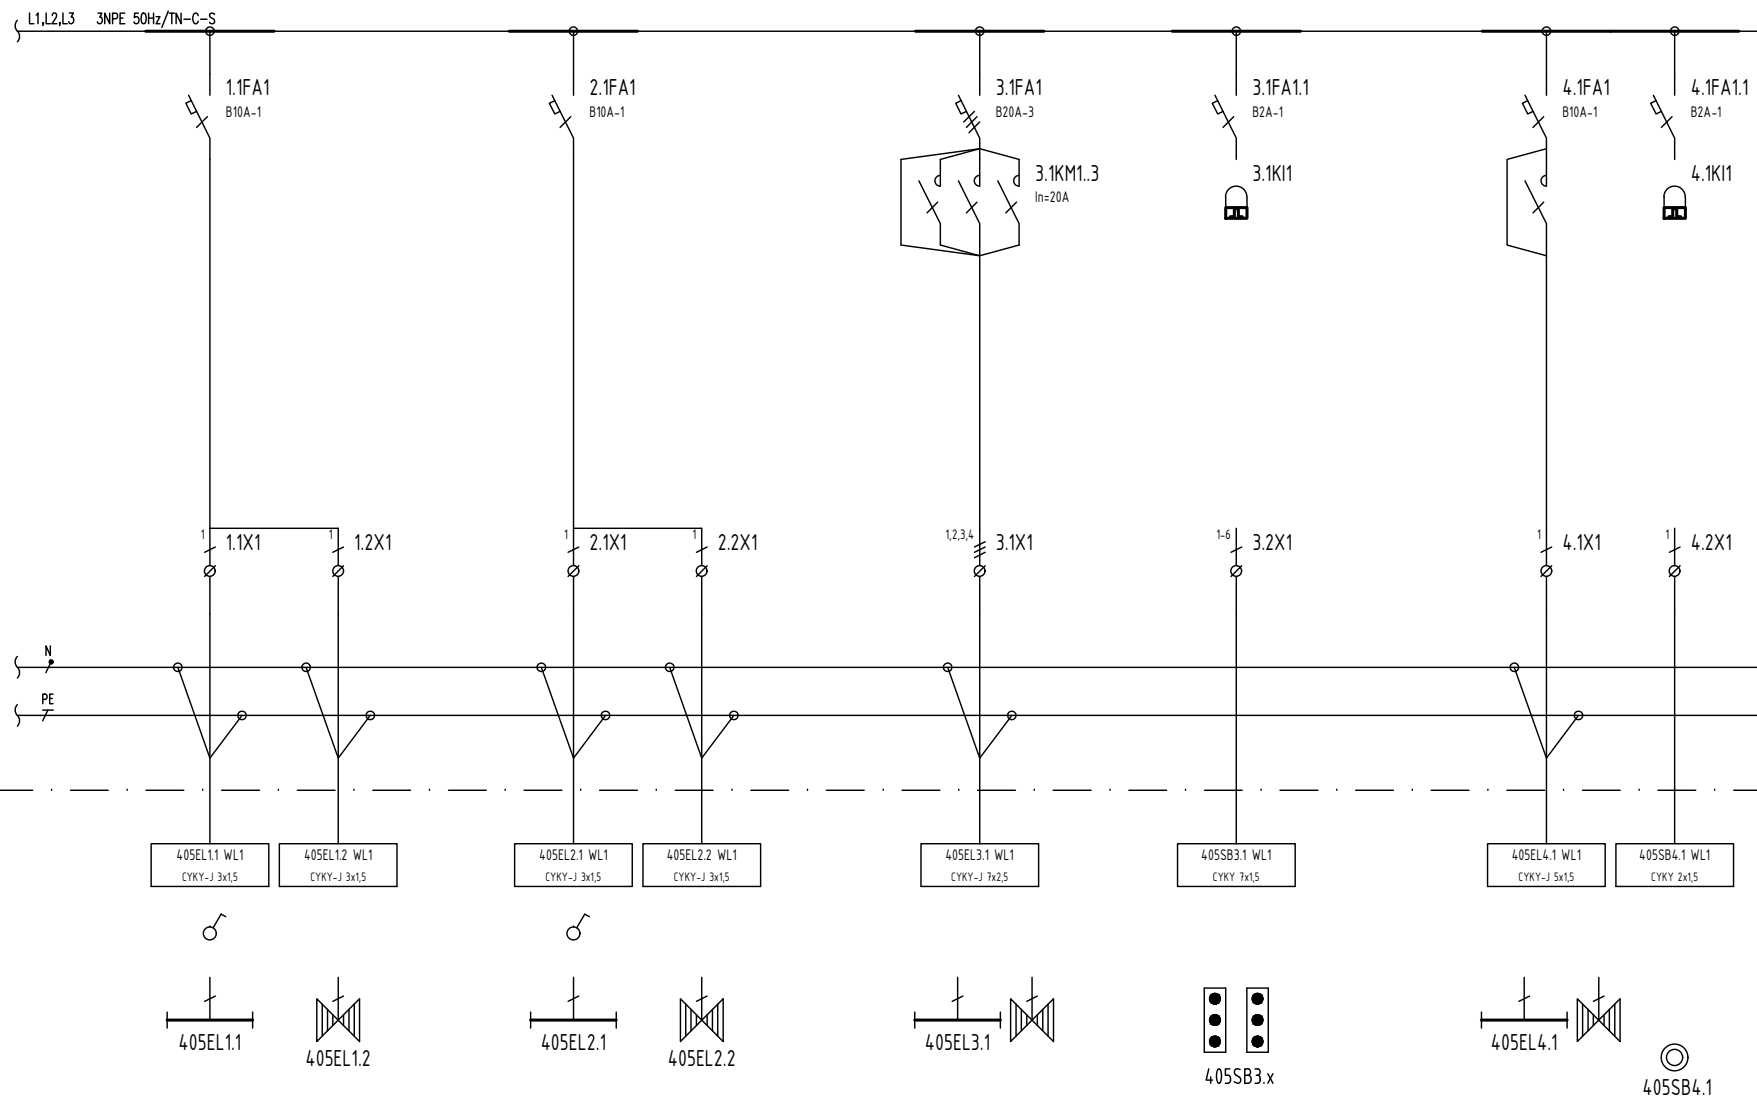 L1,L2,L3 3NPE 50Hz/TN-C-S
1.1FA1
B10A-1
2.1FA1
B10A-1
3.1FA1
B20A-3
3.1FA1.1
B2A-1
4.1FA1
B10A-1
4.1FA1.1
B2A-1
3.1KM1..3
In=20A
3.1KI1
4.1KI1
1 1.1X1
1 1.2X1
1 2.1X1
1 2.2X1
1,2,3,4 3.1X1
1-6 3.2X1
1 4.1X1
1 4.2X1
N
PE
405EL1.1 WL1
CYKY-J 3x1,5
405EL1.2 WL1
CYKY-J 3x1,5
405EL2.1 WL1
CYKY-J 3x1,5
405EL2.2 WL1
CYKY-J 3x1,5
405EL3.1 WL1
CYKY-J 7x2,5
405SB3.1 WL1
CYKY 7x1,5
405EL4.1 WL1
CYKY-J 5x1,5
405SB4.1 WL1
CYKY 2x1,5
405EL1.1
405EL1.2
405EL2.1
405EL2.2
405EL3.1
405SB3.x
405EL4.1
405SB4.1